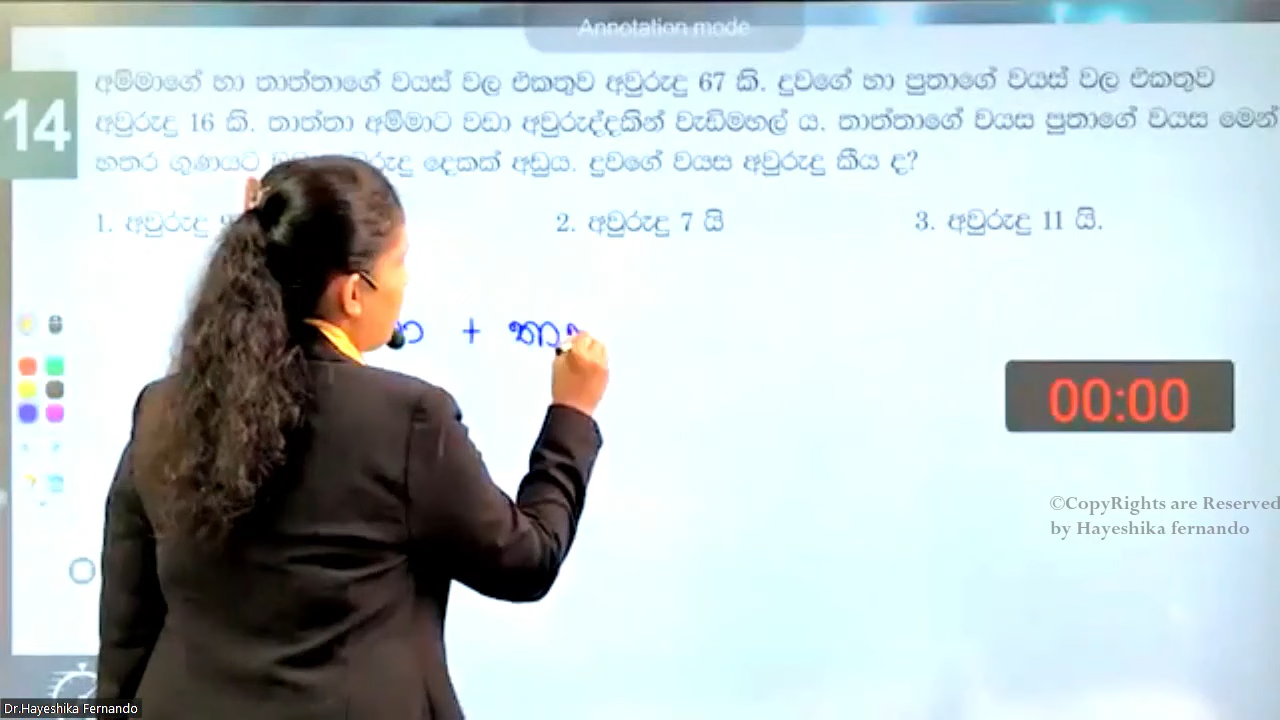 Annotation mode
14
අම්මාගේ හා තාත්තාගේ වයස් වල එකතුව අවුරුදු 67 කි. දුවගේ හා පුතාගේ වයස් වල එකතුව
අවුරුදු 16 කි. තාත්තා අම්මාට වඩා අවුරුද්දකින් වැඩිමහල් ය. තාත්තාගේ වයස පුතාගේ වයස මෙන්
හතර ගුණයට දෙකක් අඩුය. දුවගේ වයස අවුරුදු කීය ද?
1. අවුරුදු 2. අවුරුදු 7 යි 3. අවුරුදු 11 යි.
+
00:00
©CopyRights are Reserved
by Hayeshika fernando
Dr.Hayeshika Fernando